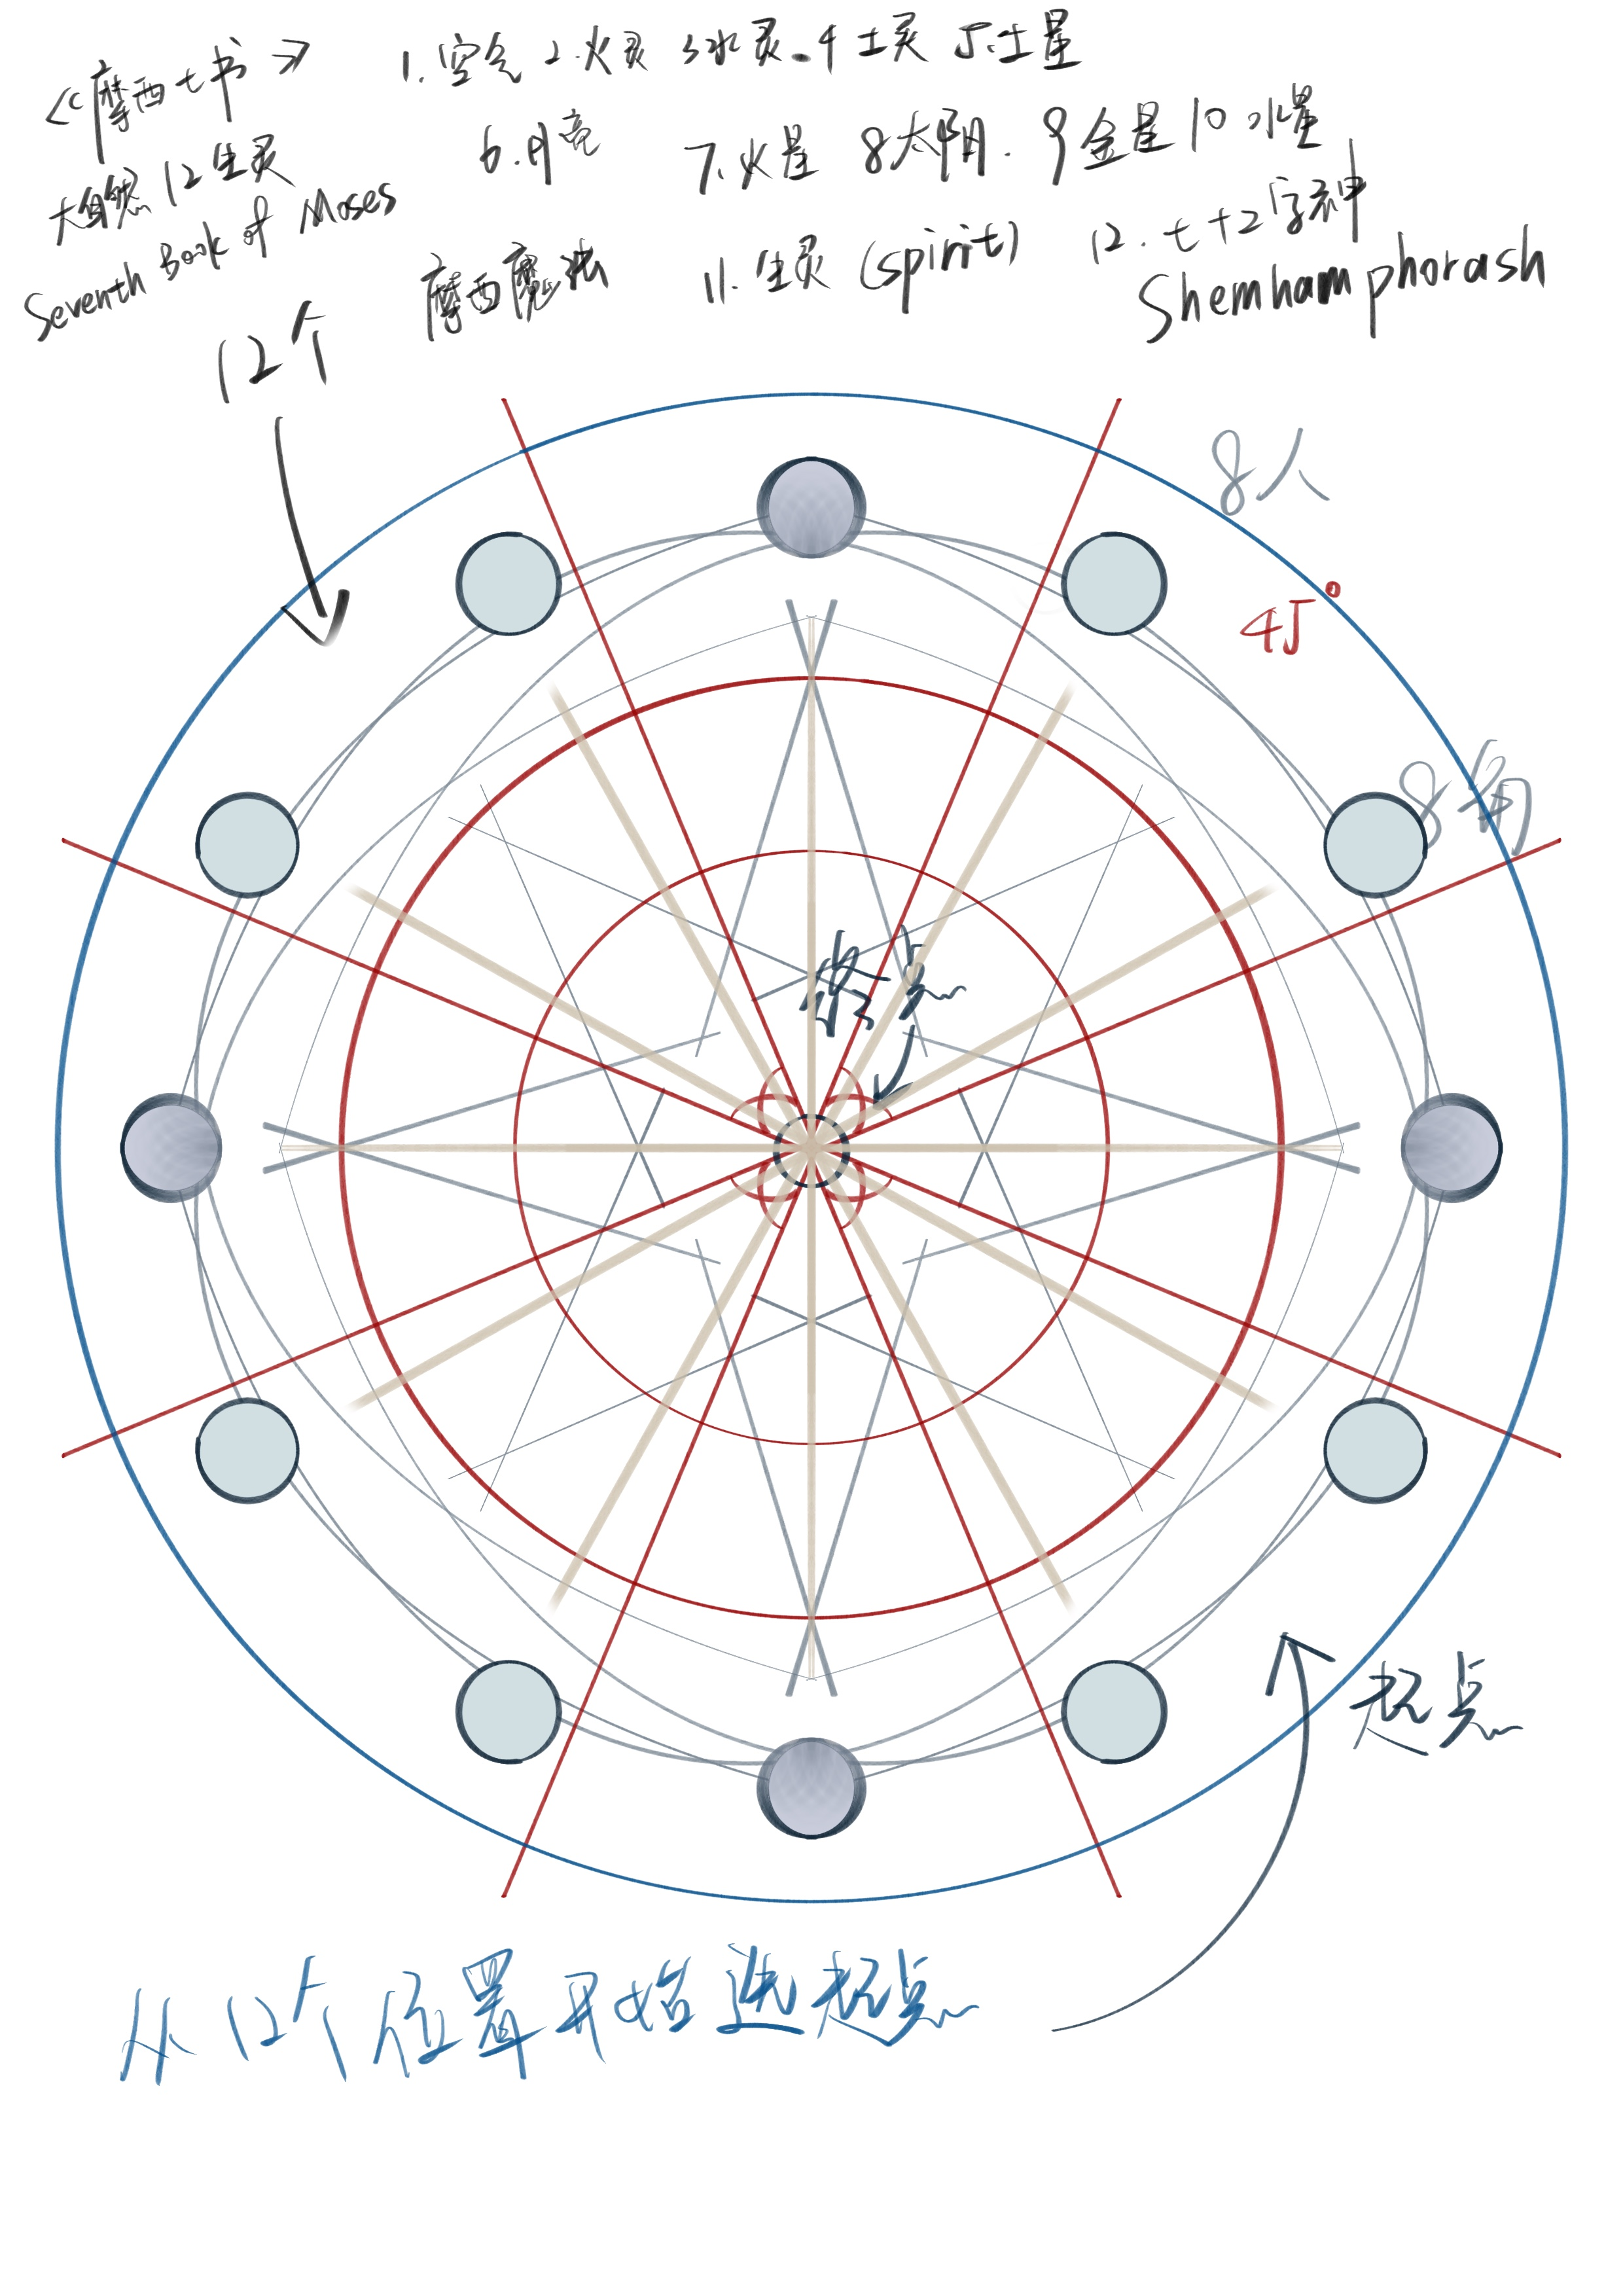 《摩西七书》
大自然12生灵
Seventh Book of Moses
1.空气 2.火灵 3水灵.4土灵 5.土星
6.月亮 7.火星 8太阳. 9金星 10水星
摩西魔法 11.生灵(spirit) 12.七十2字神
Shemhamphorash
12个
8人
45°
8角
终点
起点
从12个位置开始选起点